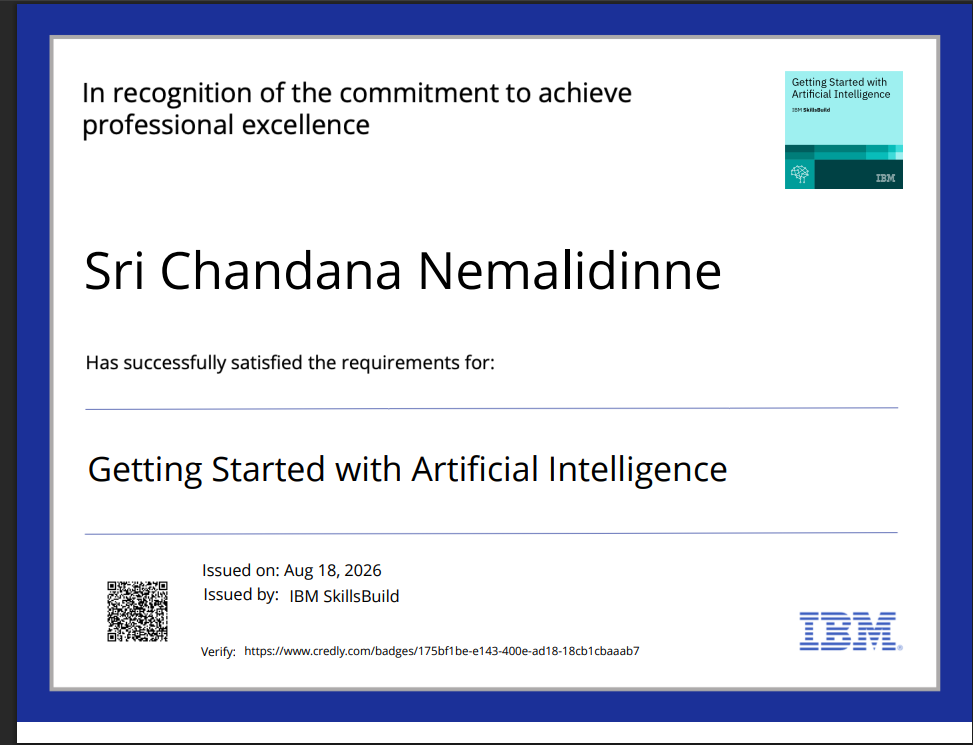 In recognition of the commitment to achieve
professional excellence
Getting Started with
Artificial Intelligence
IBM SkillsBuild
IBM
Sri Chandana Nemalidinne
Has successfully satisfied the requirements for:
Getting Started with Artificial Intelligence
Issued on: Aug 18, 2026
Issued by: IBM SkillsBuild
Verify: https://www.credly.com/badges/175bf1be-e143-400e-ad18-18cb1cbaaab7
IBM®